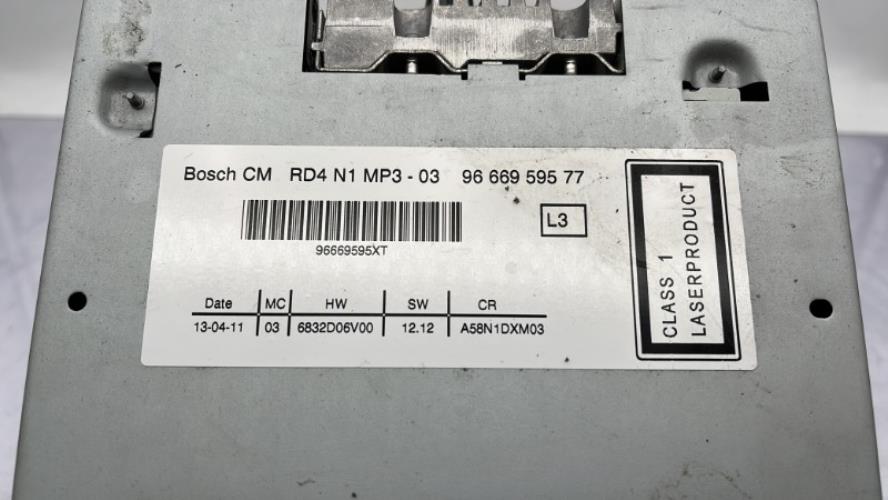 Bosch CM RD4 N1 MP3 - 03 96 669 595 77
L3
96669595XT
Date MC HW SW CR
13-04-11 03 6832D06V00 12.12 A58N1DXM03
CLASS 1
LASERPRODUCT